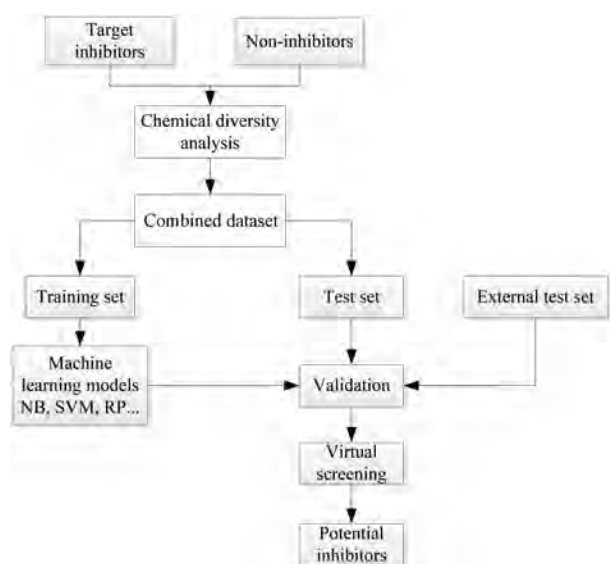 Target
inhibitors
Non-inhibitors
Chemical diversity
analysis
Combined dataset
Training set
Test set
External test set
Machine
learning models
NB, SVM, RP...
Validation
Virtual
screening
Potential
inhibitors